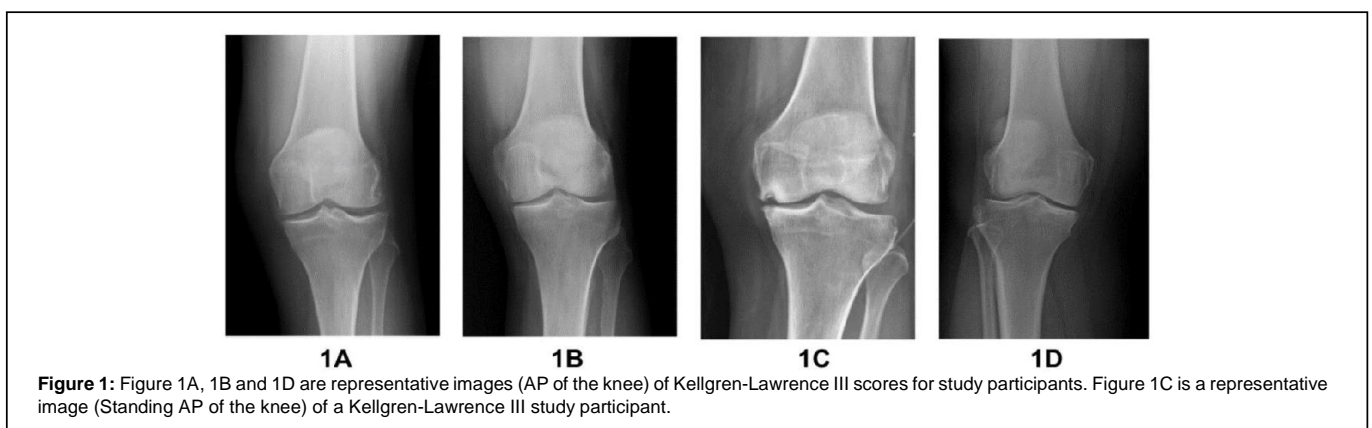 1A 1B 1C 1D
Figure 1: Figure 1A, 1B and 1D are representative images (AP of the knee) of Kellgren-Lawrence III scores for study participants. Figure 1C is a representative
image (Standing AP of the knee) of a Kellgren-Lawrence III study participant.